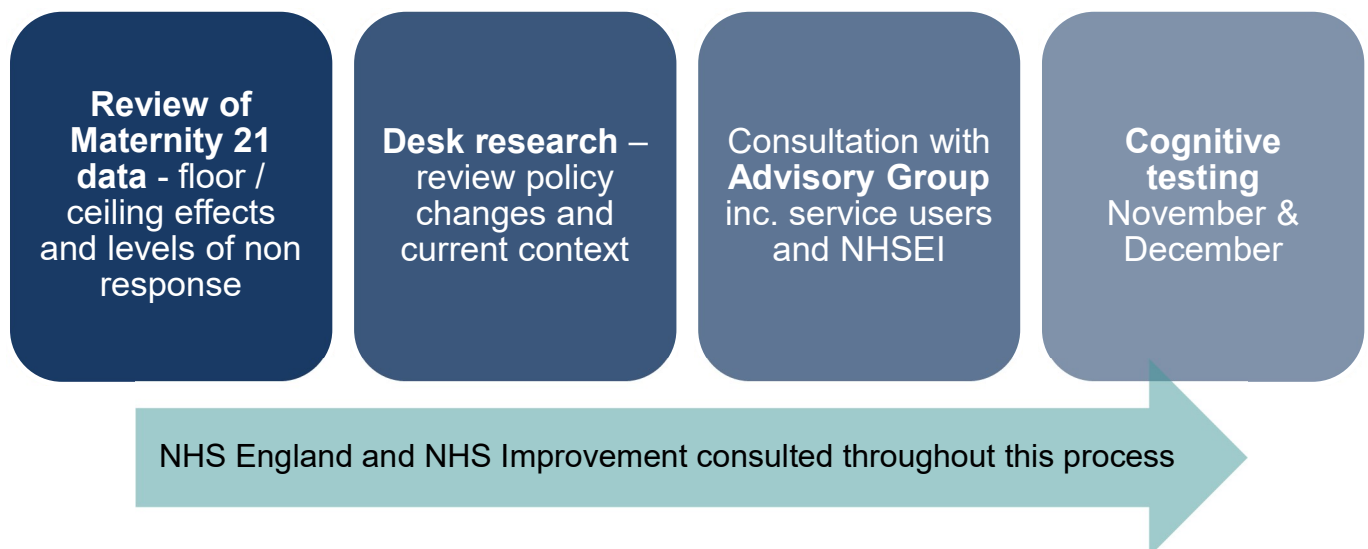 Review of
Maternity 21
data - floor /
ceiling effects
and levels of non
response
Desk research –
review policy
changes and
current context
Consultation with
Advisory Group
inc. service users
and NHSEI
Cognitive
testing
November &
December
NHS England and NHS Improvement consulted throughout this process